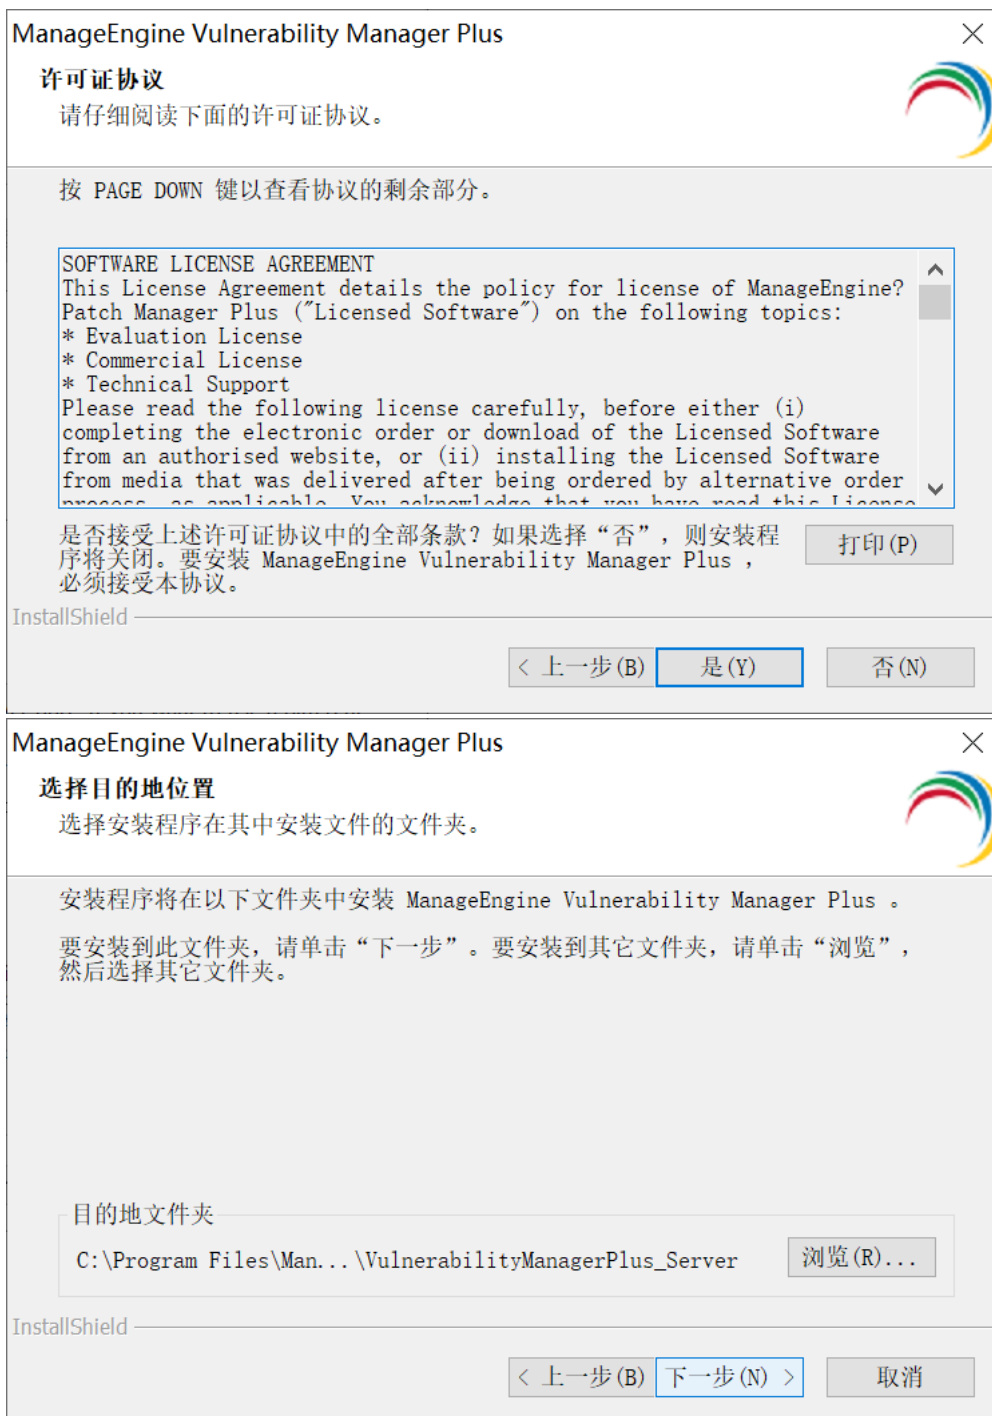 ManageEngine Vulnerability Manager Plus
许可证协议
请仔细阅读下面的许可证协议。
按 PAGE DOWN 键以查看协议的剩余部分。
SOFTWARE LICENSE AGREEMENT
This License Agreement details the policy for license of ManageEngine?
Patch Manager Plus ("Licensed Software") on the following topics:
* Evaluation License
* Commercial License
* Technical Support
Please read the following license carefully, before either (i)
completing the electronic order or download of the Licensed Software
from an authorised website, or (ii) installing the Licensed Software
from media that was delivered after being ordered by alternative order
process, as applicable. You acknowledge that you have read this License
是否接受上述许可证协议中的全部条款？如果选择“否”，则安装程
序将关闭。要安装 ManageEngine Vulnerability Manager Plus ，
必须接受本协议。
打印(P)
InstallShield
< 上一步(B)
是(Y)
否(N)
ManageEngine Vulnerability Manager Plus
选择目的地位置
选择安装程序在其中安装文件的文件夹。
安装程序将在以下文件夹中安装 ManageEngine Vulnerability Manager Plus 。
要安装到此文件夹，请单击“下一步”。要安装到其它文件夹，请单击“浏览”，
然后选择其它文件夹。
目的地文件夹
C:\Program Files\Man...\VulnerabilityManagerPlus_Server
浏览(R)...
InstallShield
< 上一步(B)
下一步(N) >
取消